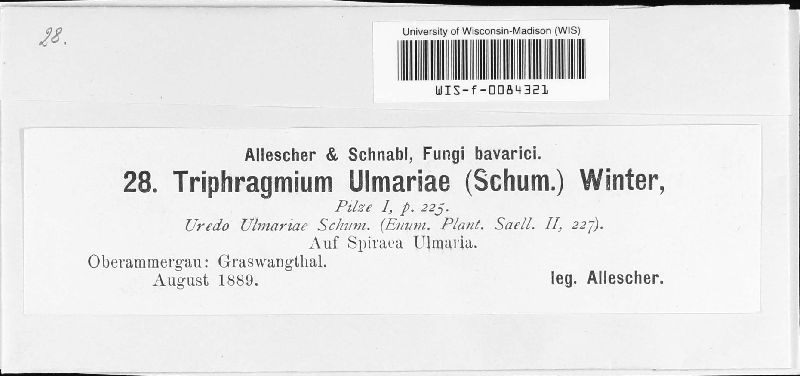 28.
University of Wisconsin-Madison (WIS)
WIS-f-0084321
Allescher & Schnabl, Fungi bavarici.
28. Triphragmium Ulmariae (Schum.) Winter,
Pilze I, p. 225.
Uredo Ulmariae Schum. (Enum. Plant. Saell. II, 227).
Auf Spiraea Ulmaria.
Oberammergau: Graswangthal.
August 1889.
leg. Allescher.